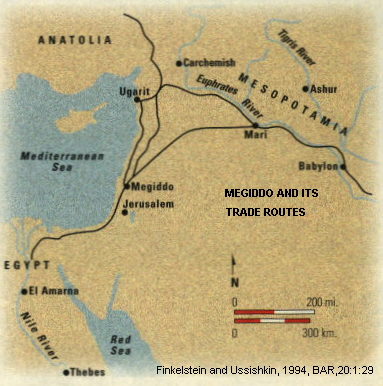 ANATOLIA
Carchemish
Tigris River
Ugarit
Euphrates River
MESOPOTAMIA
Ashur
Mari
Mediterranean
Sea
Babylon
Megiddo
MEGIDDO AND ITS
TRADE ROUTES
Jerusalem
EGYPT
N
El Amarna
0 200 mi.
0 300 km.
Nile River
Red
Sea
Thebes
Finkelstein and Ussishkin, 1994, BAR,20:1:29